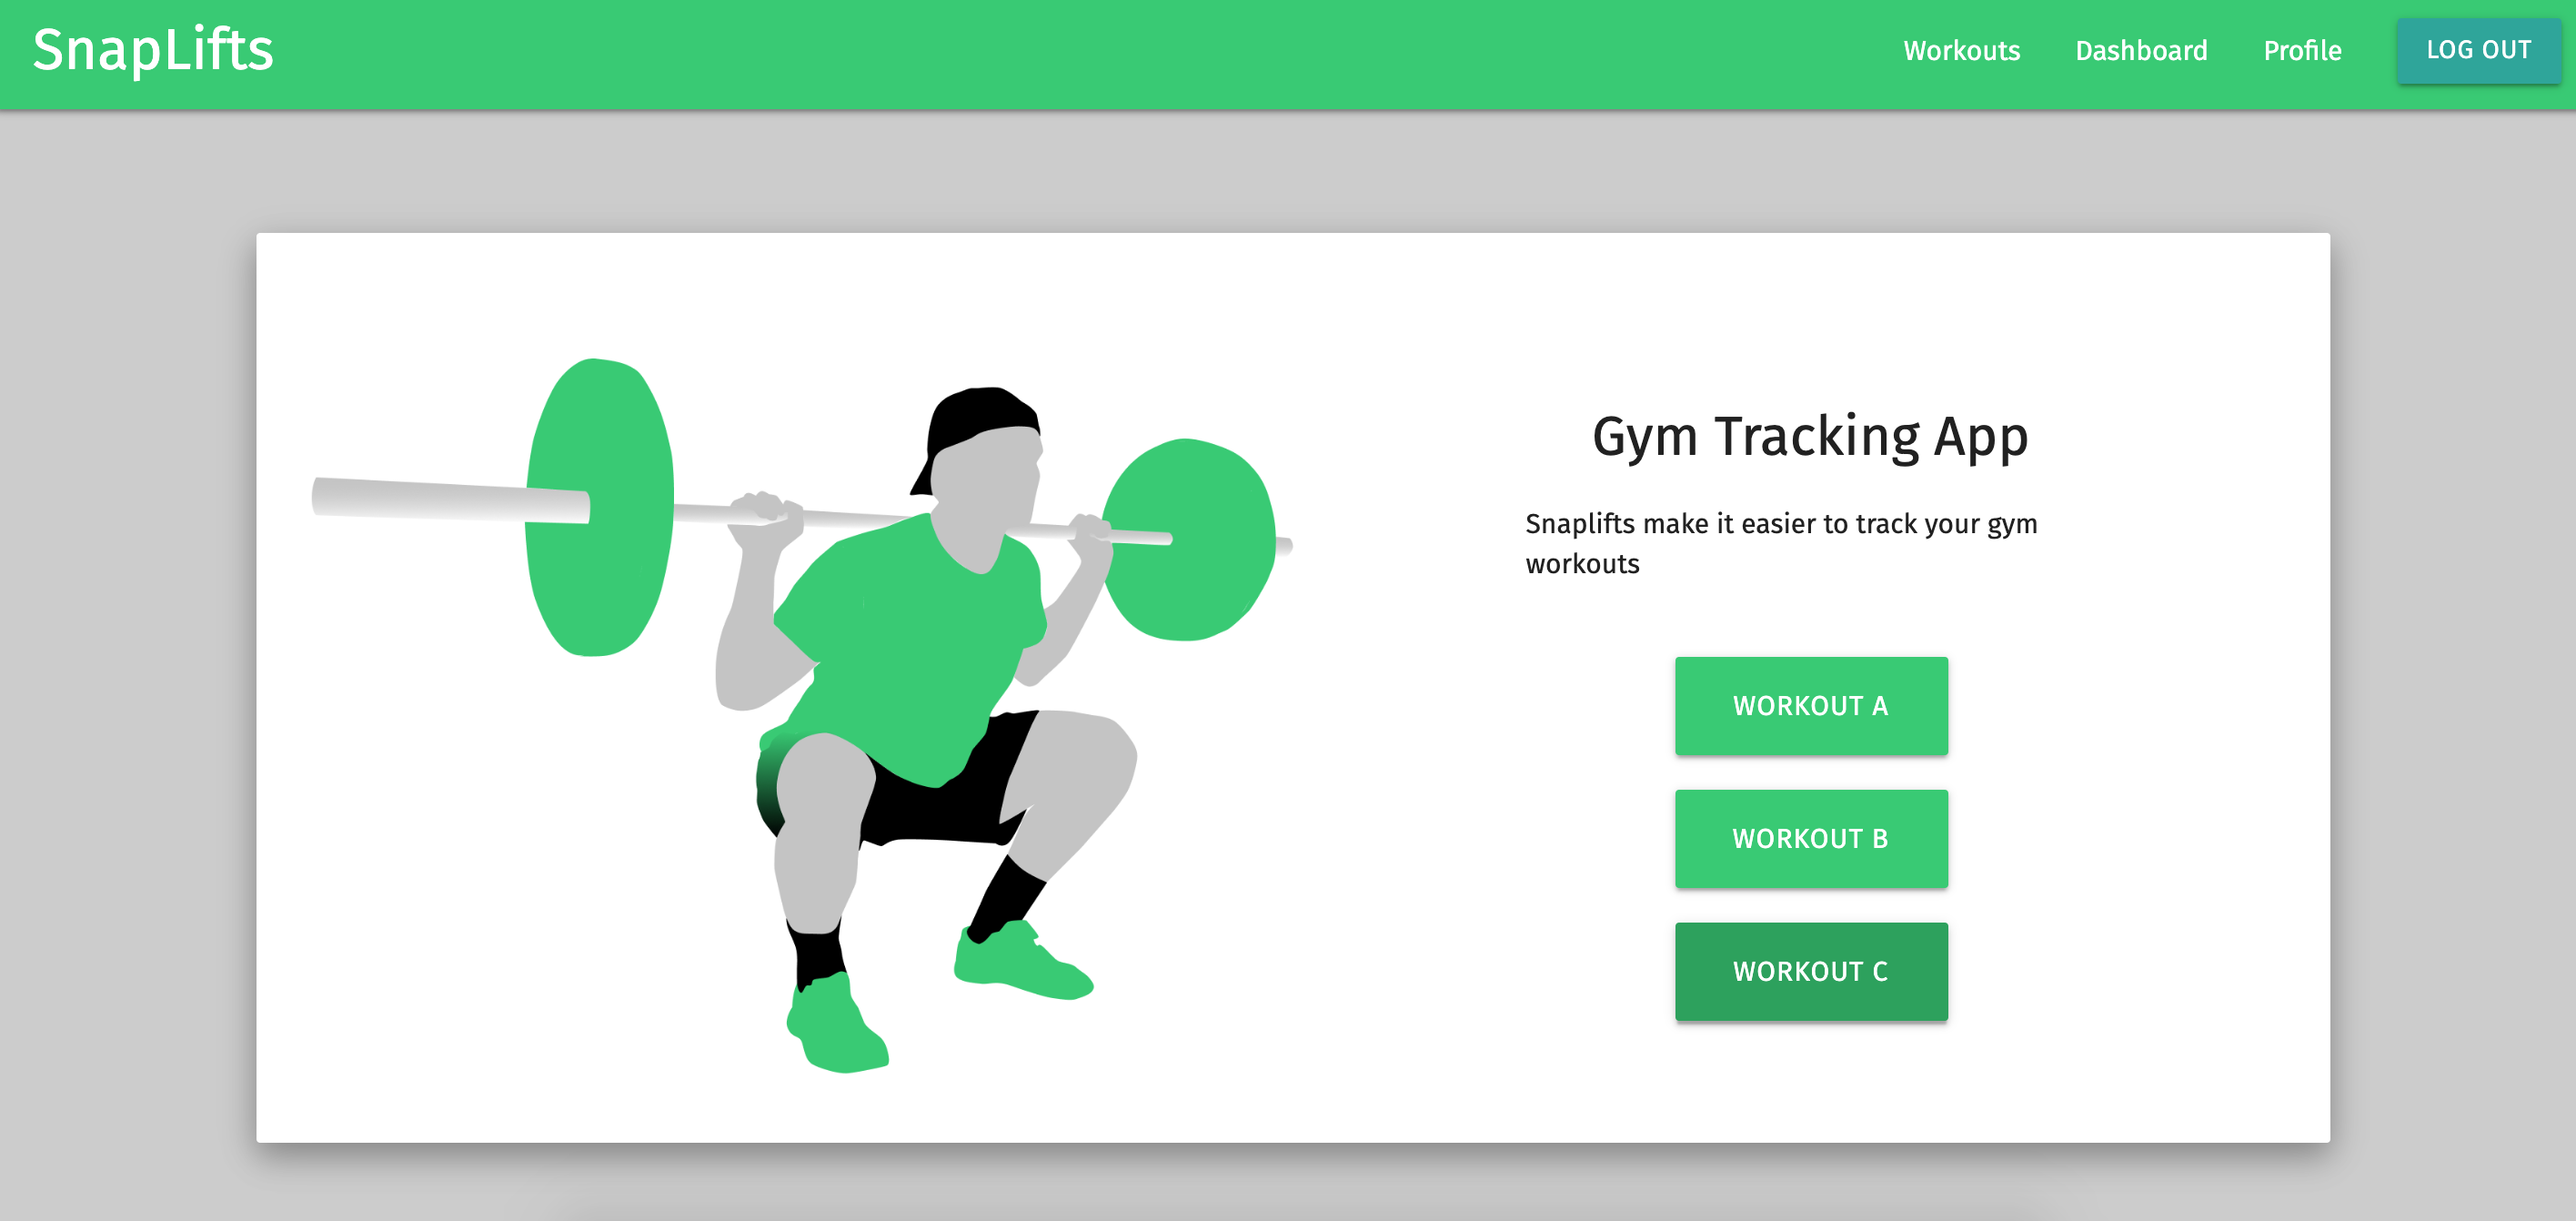 SnapLifts
Workouts Dashboard Profile LOG OUT
Gym Tracking App
Snaplifts make it easier to track your gym
workouts
WORKOUT A
WORKOUT B
WORKOUT C